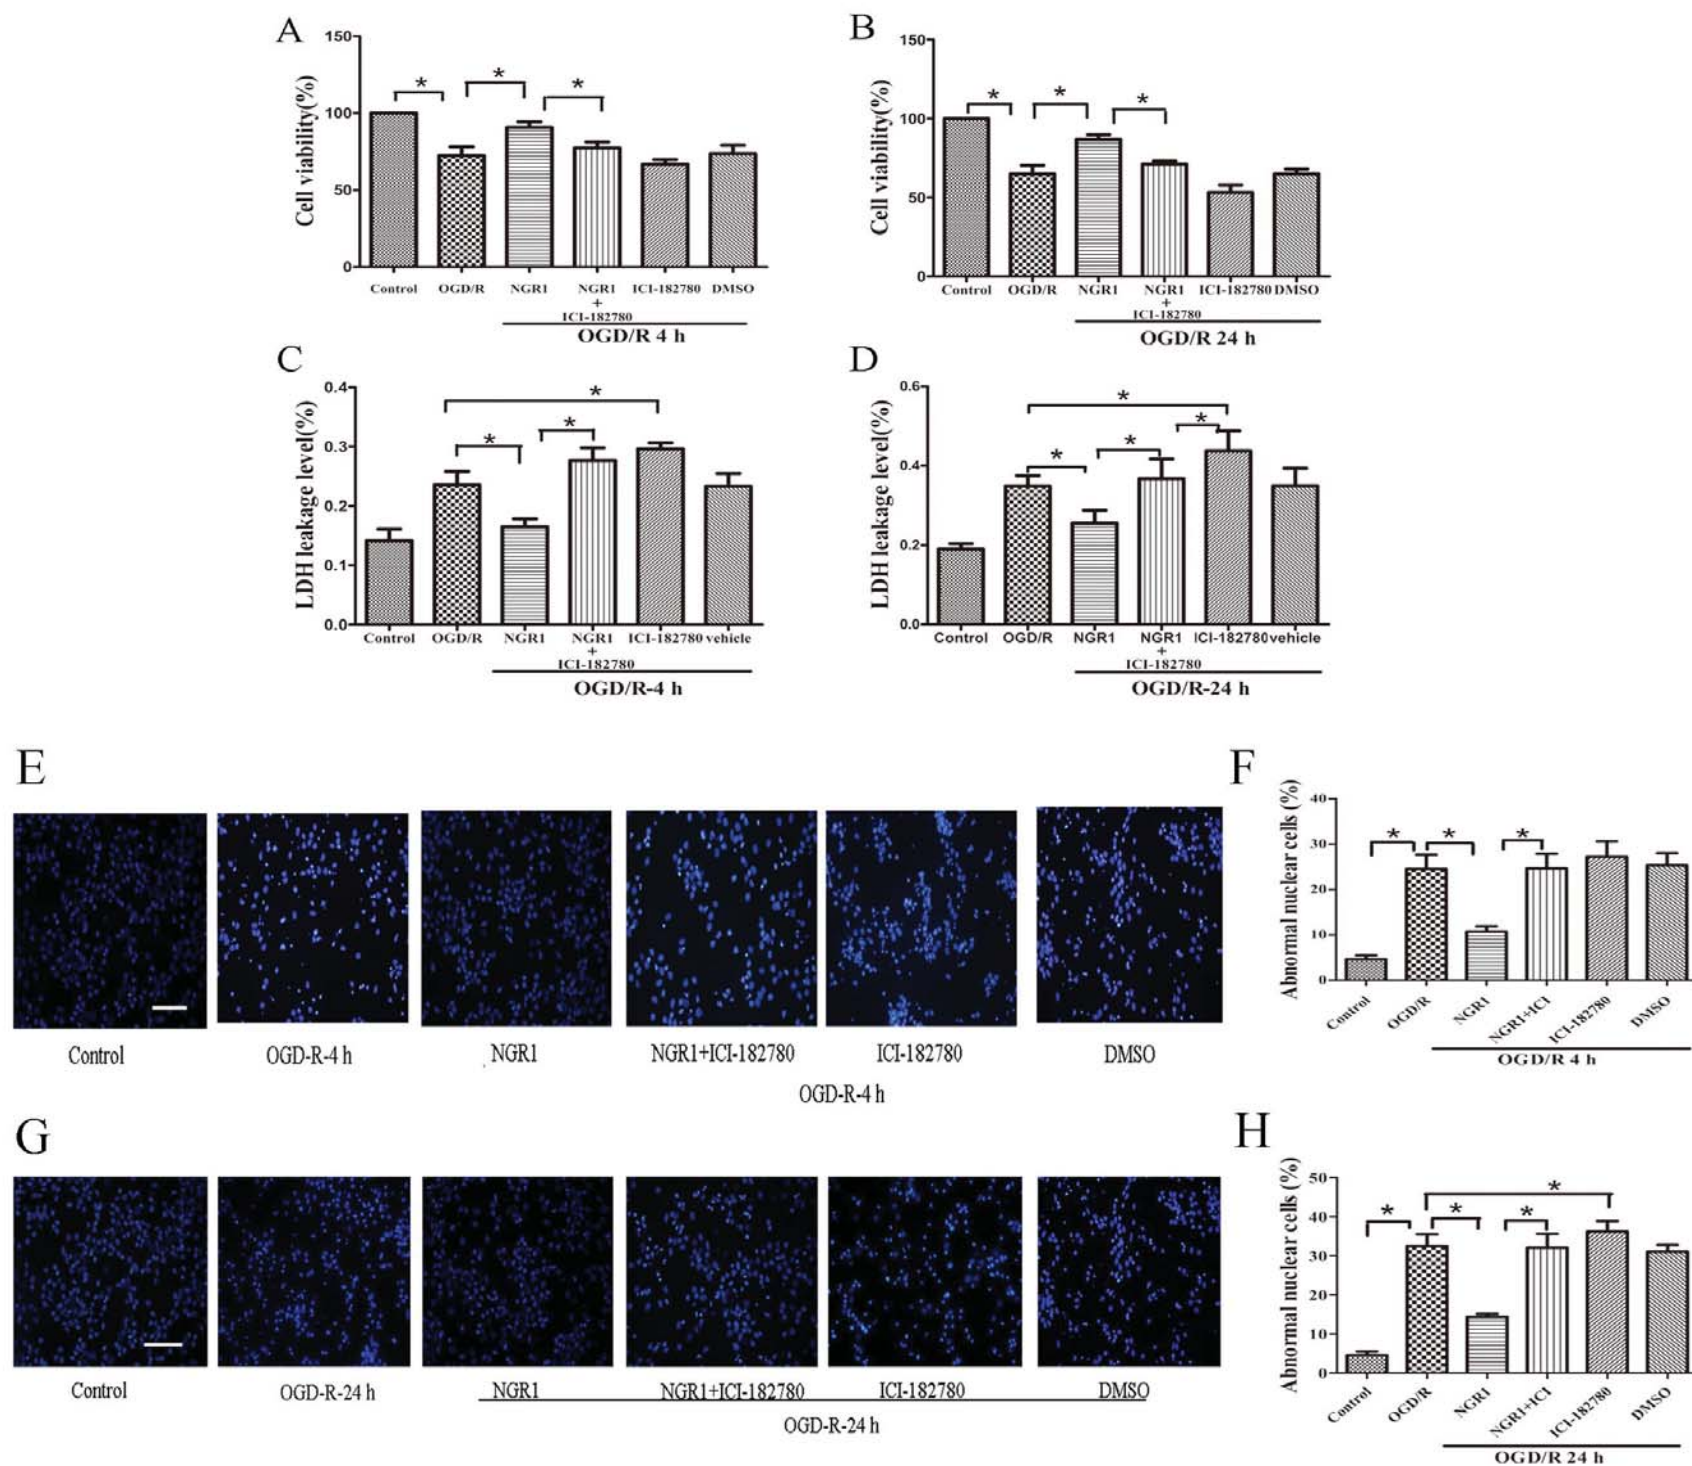 A
150
100
50
0
Cell viability(%)
*
*
*
Control OGD/R NGR1 NGR1 ICI-182780 DMSO
+
ICI-182780
OGD/R 4 h
B
150
100
50
0
Cell viability(%)
*
*
*
Control OGD/R NGR1 NGR1 ICI-182780 DMSO
+
ICI-182780
OGD/R 24 h
C
0.4
0.3
0.2
0.1
0.0
LDH leakage level(%)
*
*
*
Control OGD/R NGR1 NGR1 ICI-182780 vehicle
+
ICI-182780
OGD/R-4 h
D
0.6
0.4
0.2
0.0
LDH leakage level(%)
*
*
*
*
Control OGD/R NGR1 NGR1 ICI-182780 vehicle
+
ICI-182780
OGD/R-24 h
E
Control OGD-R-4 h NGR1 NGR1+ICI-182780 ICI-182780 DMSO
OGD-R-4 h
F
40
30
20
10
0
Abnormal nuclear cells (%)
* * *
Control OGD/R NGR1 NGR1+ICI ICI-182780 DMSO
OGD/R 4 h
G
Control OGD-R-24 h NGR1 NGR1+ICI-182780 ICI-182780 DMSO
OGD-R-24 h
H
50
40
30
20
10
0
Abnormal nuclear cells (%)
*
* * *
Control OGD/R NGR1 NGR1+ICI ICI-182780 DMSO
OGD/R 24 h